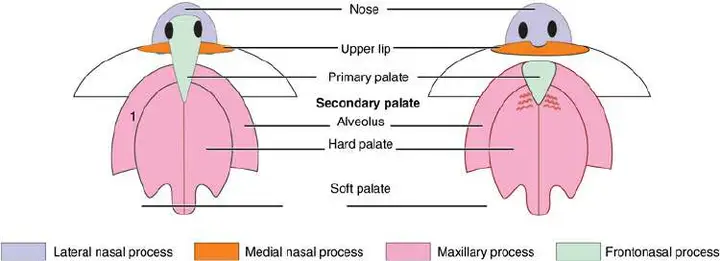 Nose
Upper lip
Primary palate
Secondary palate
1
Alveolus
Hard palate
Soft palate
Lateral nasal process
Medial nasal process
Maxillary process
Frontonasal process